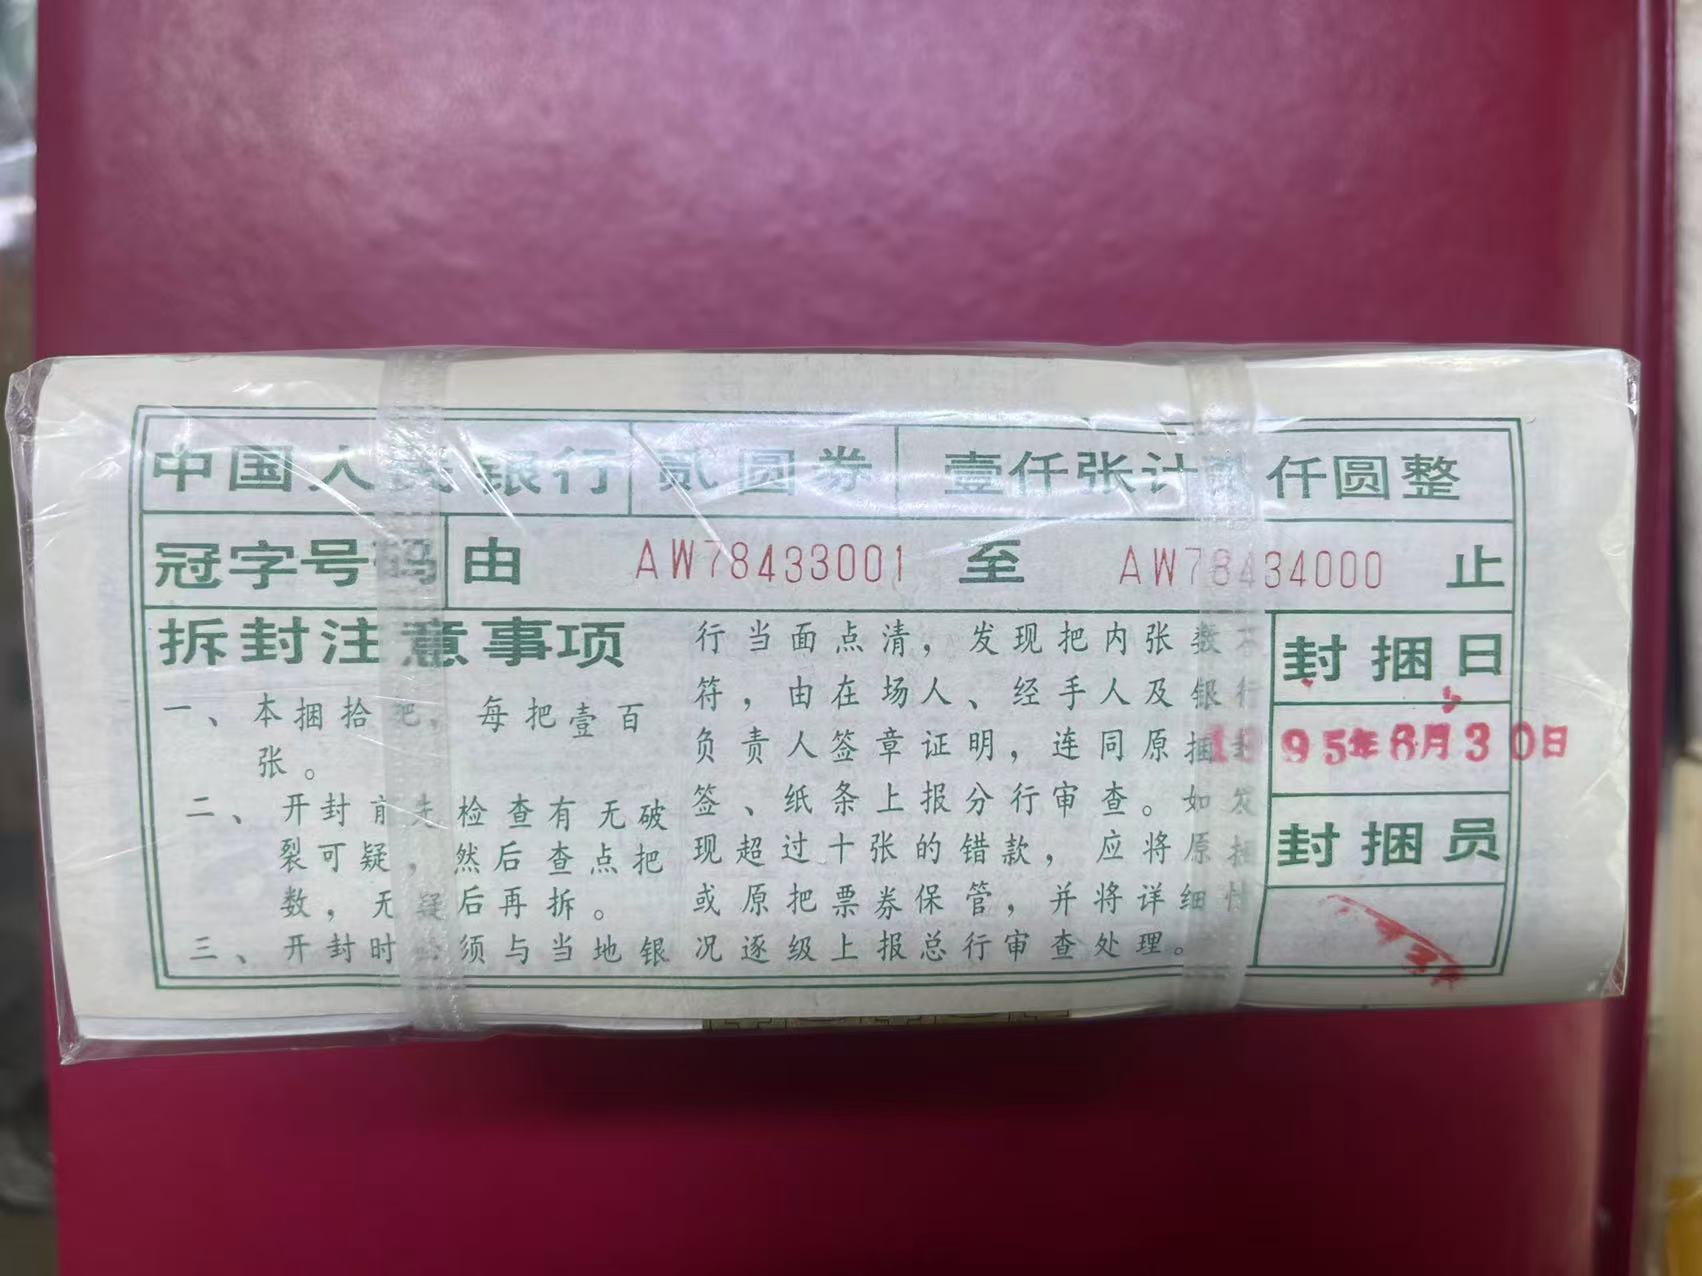 中国人民银行 贰圆券 壹仟张计贰仟圆整
冠字号码 由 AW78433001 至 AW78434000 止
拆封注意事项
一、本捆拾把，每把壹百
张。
二、开封前先检查有无破
裂可疑，然后查点把
数，无疑后再拆。
三、开封时必须与当地银
行当面点清，发现把内张数不
符，由在场人、经手人及银行
负责人签章证明，连同原捆封
签、纸条上报分行审查。如发
现超过十张的错款，应将原捆
或原把票券保管，并将详细情
况逐级上报总行审查处理。
封捆日
1995年6月30日
封捆员